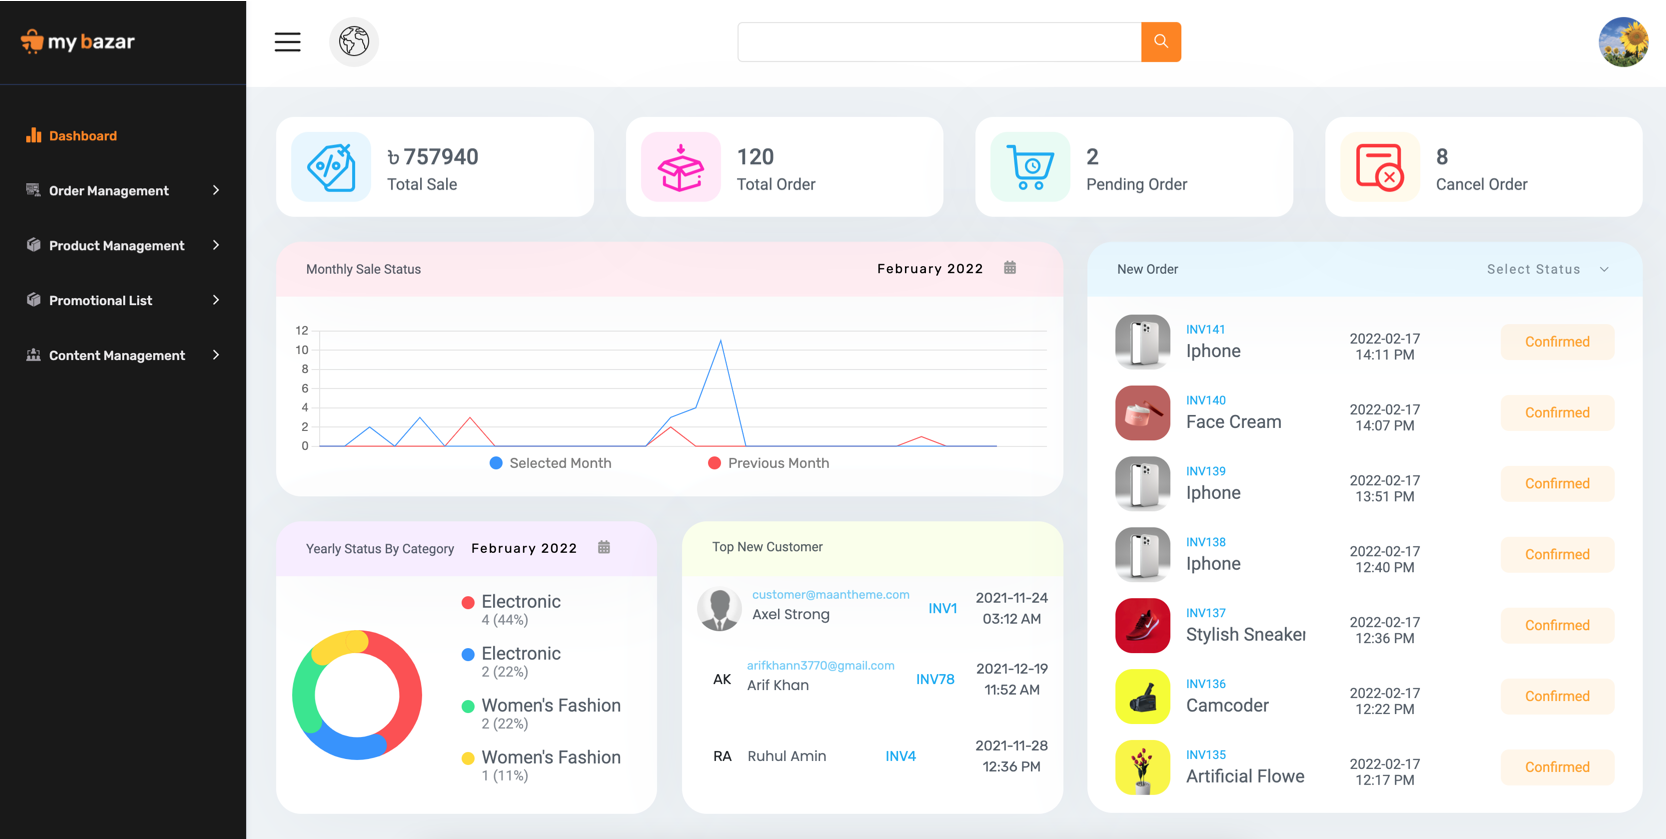 my bazar
Dashboard
Order Management
Product Management
Promotional List
Content Management
৳ 757940
Total Sale
120
Total Order
2
Pending Order
8
Cancel Order
Monthly Sale Status
February 2022
12
10
8
6
4
2
0
Selected Month
Previous Month
Yearly Status By Category
February 2022
Electronic
4 (44%)
Electronic
2 (22%)
Women's Fashion
2 (22%)
Women's Fashion
1 (11%)
Top New Customer
customer@maantheme.com
Axel Strong
INV1
2021-11-24
03:12 AM
AK
arifkhann3770@gmail.com
Arif Khan
INV78
2021-12-19
11:52 AM
RA
Ruhul Amin
INV4
2021-11-28
12:36 PM
New Order
Select Status
INV141
Iphone
2022-02-17
14:11 PM
Confirmed
INV140
Face Cream
2022-02-17
14:07 PM
Confirmed
INV139
Iphone
2022-02-17
13:51 PM
Confirmed
INV138
Iphone
2022-02-17
12:40 PM
Confirmed
INV137
Stylish Sneaker
2022-02-17
12:36 PM
Confirmed
INV136
Camcoder
2022-02-17
12:22 PM
Confirmed
INV135
Artificial Flowe
2022-02-17
12:17 PM
Confirmed